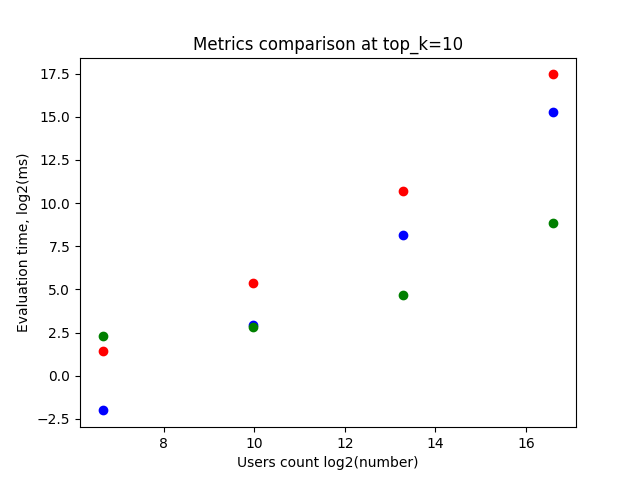 Metrics comparison at top_k=10
17.5
15.0
12.5
10.0
7.5
5.0
2.5
0.0
−2.5
Evaluation time, log2(ms)
8 10 12 14 16
Users count log2(number)